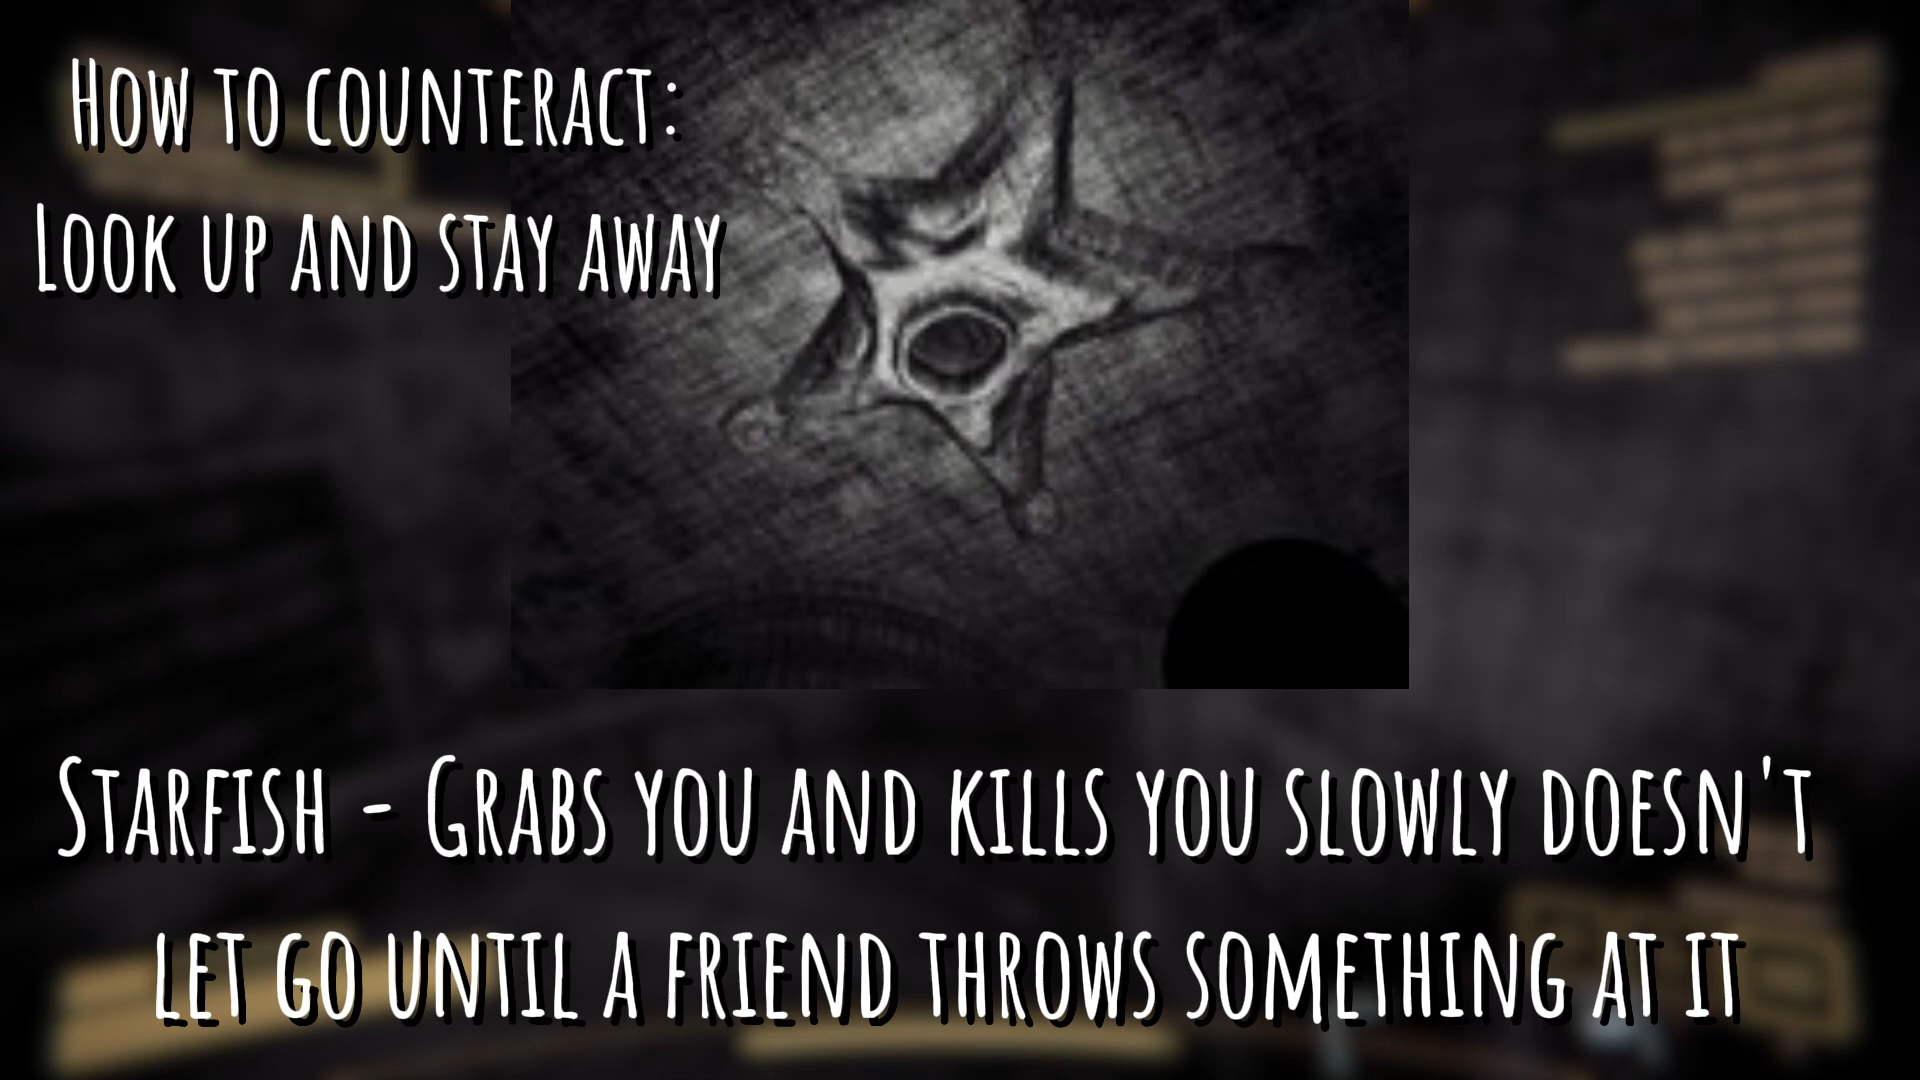 How to counteract:
Look up and stay away
Starfish - Grabs you and kills you slowly doesn't
let go until a friend throws something at it